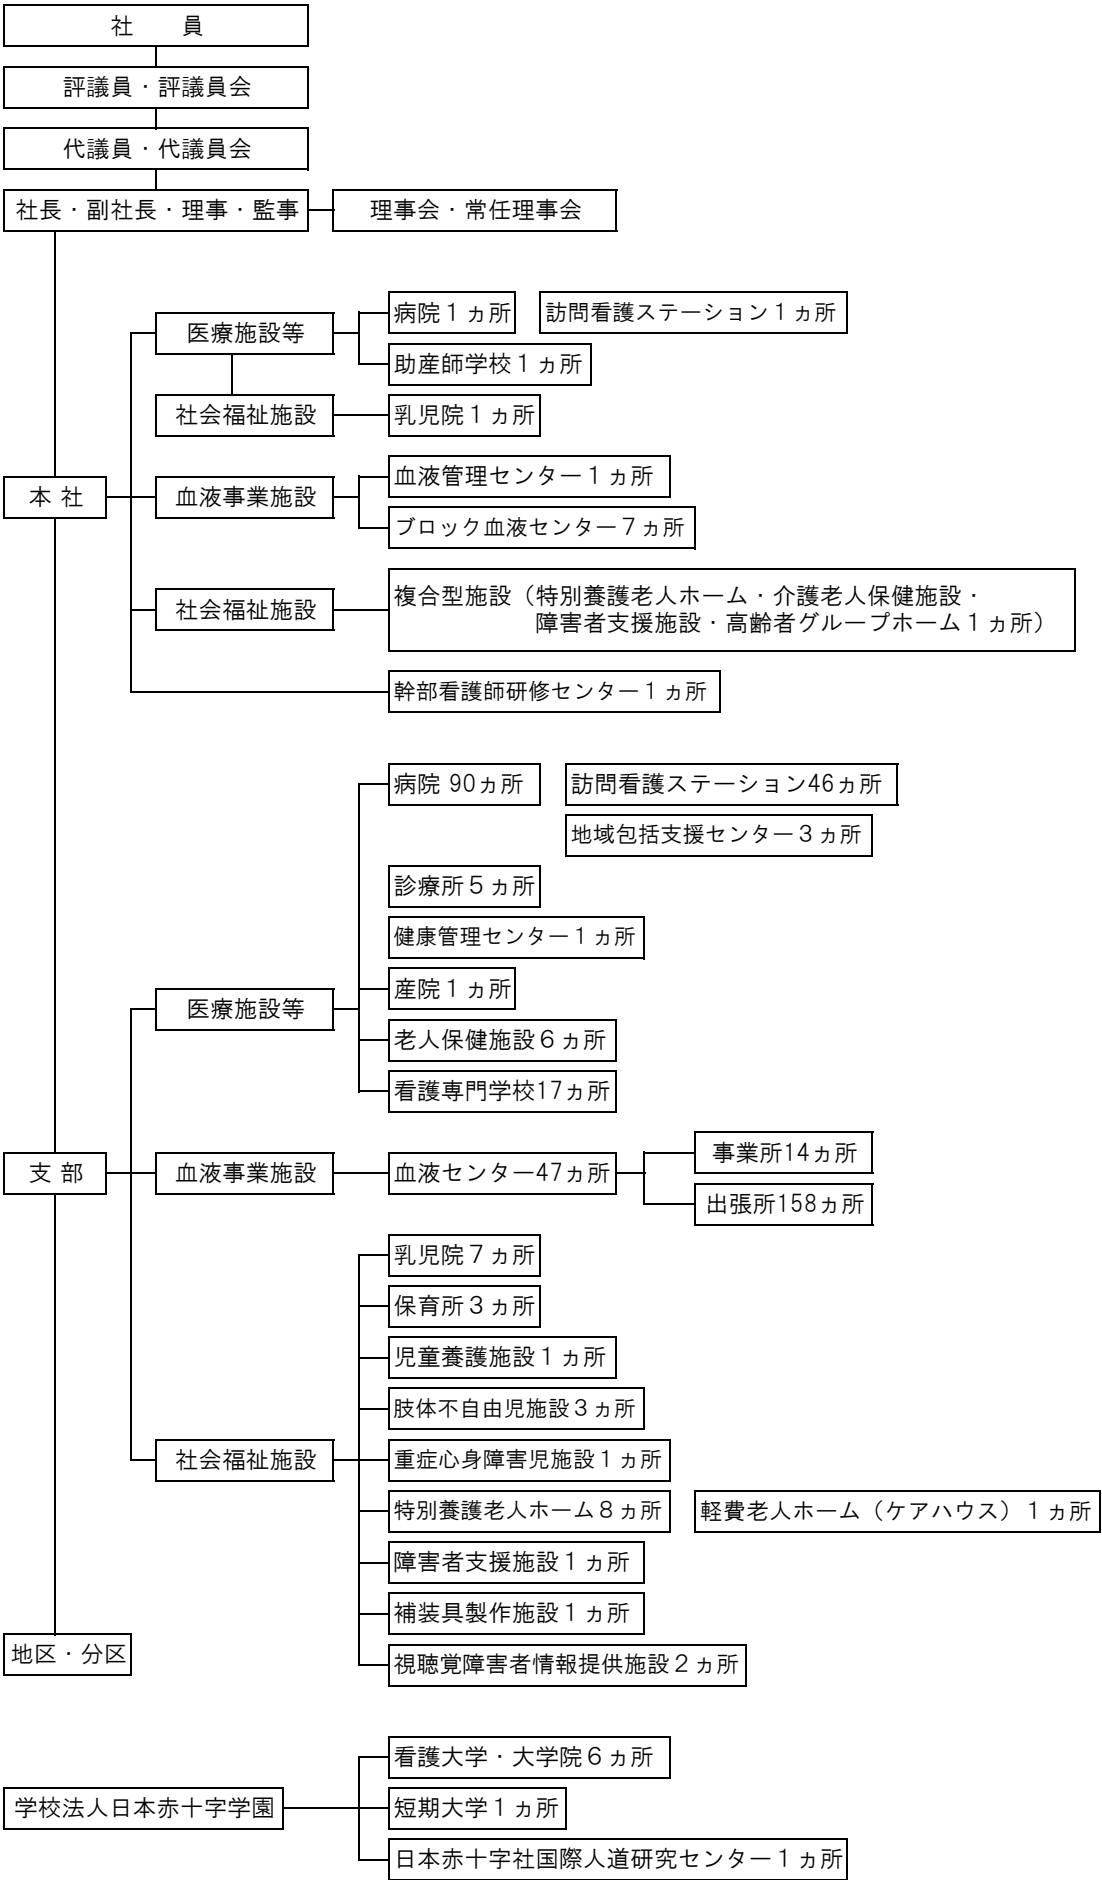 社　　員
評議員・評議員会
代議員・代議員会
社長・副社長・理事・監事
理事会・常任理事会
本 社
医療施設等
病院１ヵ所
訪問看護ステーション１ヵ所
助産師学校１ヵ所
社会福祉施設
乳児院１ヵ所
血液事業施設
血液管理センター１ヵ所
ブロック血液センター７ヵ所
社会福祉施設
複合型施設（特別養護老人ホーム・介護老人保健施設・
障害者支援施設・高齢者グループホーム１ヵ所）
幹部看護師研修センター１ヵ所
支 部
医療施設等
病院 90ヵ所
訪問看護ステーション46ヵ所
地域包括支援センター３ヵ所
診療所５ヵ所
健康管理センター１ヵ所
産院１ヵ所
老人保健施設６ヵ所
看護専門学校17ヵ所
血液事業施設
血液センター47ヵ所
事業所14ヵ所
出張所158ヵ所
社会福祉施設
乳児院７ヵ所
保育所３ヵ所
児童養護施設１ヵ所
肢体不自由児施設３ヵ所
重症心身障害児施設１ヵ所
特別養護老人ホーム８ヵ所
軽費老人ホーム（ケアハウス）１ヵ所
障害者支援施設１ヵ所
補装具製作施設１ヵ所
視聴覚障害者情報提供施設２ヵ所
地区・分区
学校法人日本赤十字学園
看護大学・大学院６ヵ所
短期大学１ヵ所
日本赤十字社国際人道研究センター１ヵ所